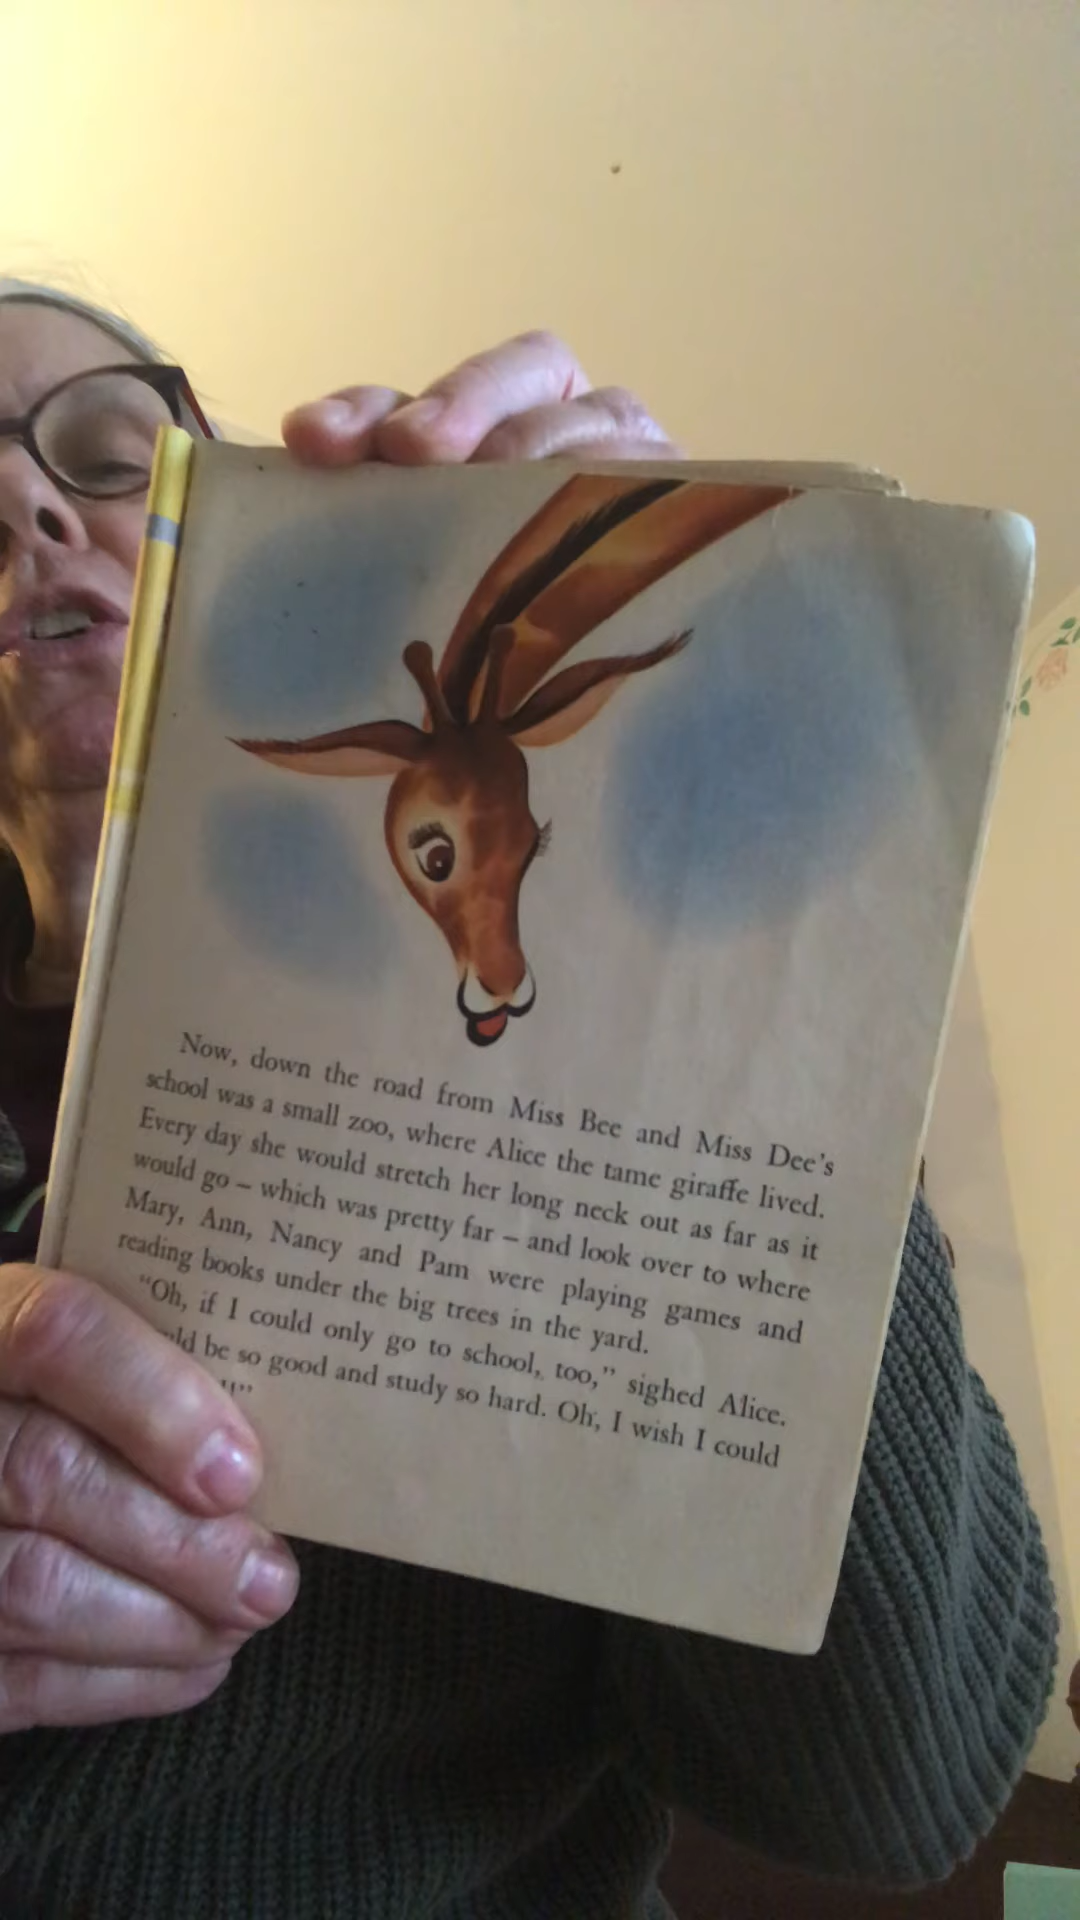 Now, down the road from Miss Bee and Miss Dee's
school was a small zoo, where Alice the tame giraffe lived.
Every day she would stretch her long neck out as far as it
would go – which was pretty far – and look over to where
Mary, Ann, Nancy and Pam were playing games and
reading books under the big trees in the yard.
"Oh, if I could only go to school, too," sighed Alice.
be so good and study so hard. Oh, I wish I could